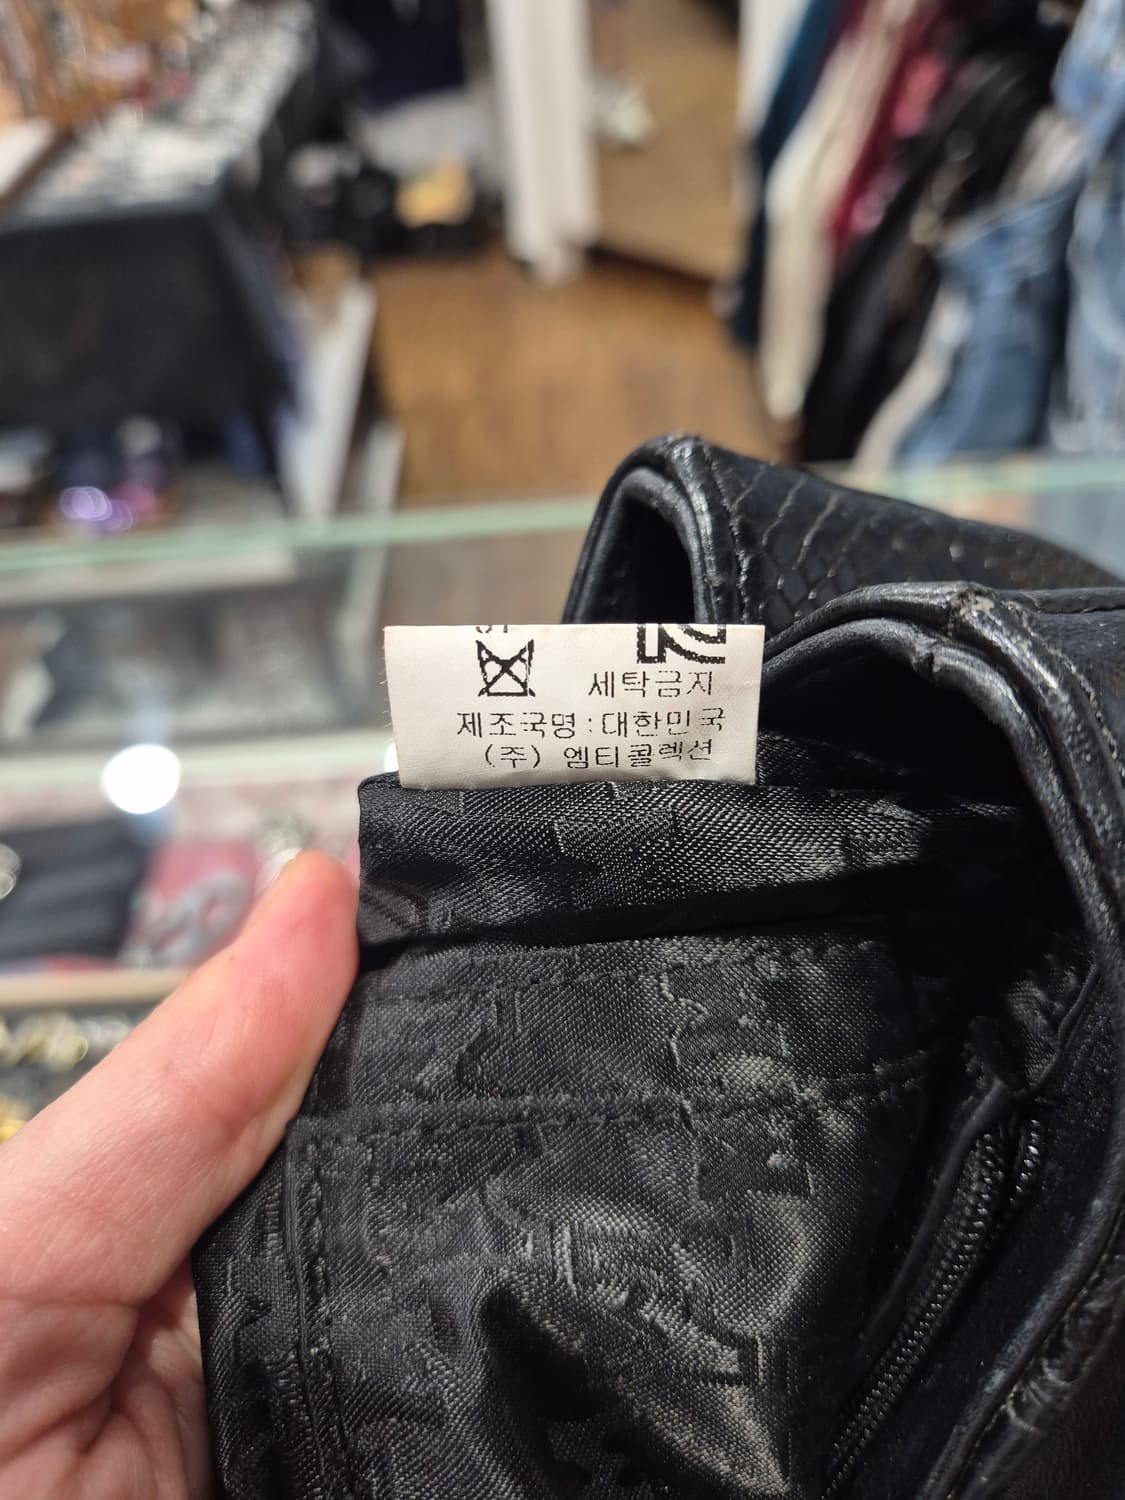 세탁금지
제조국명 : 대한민국
(주) 엠티콜렉션